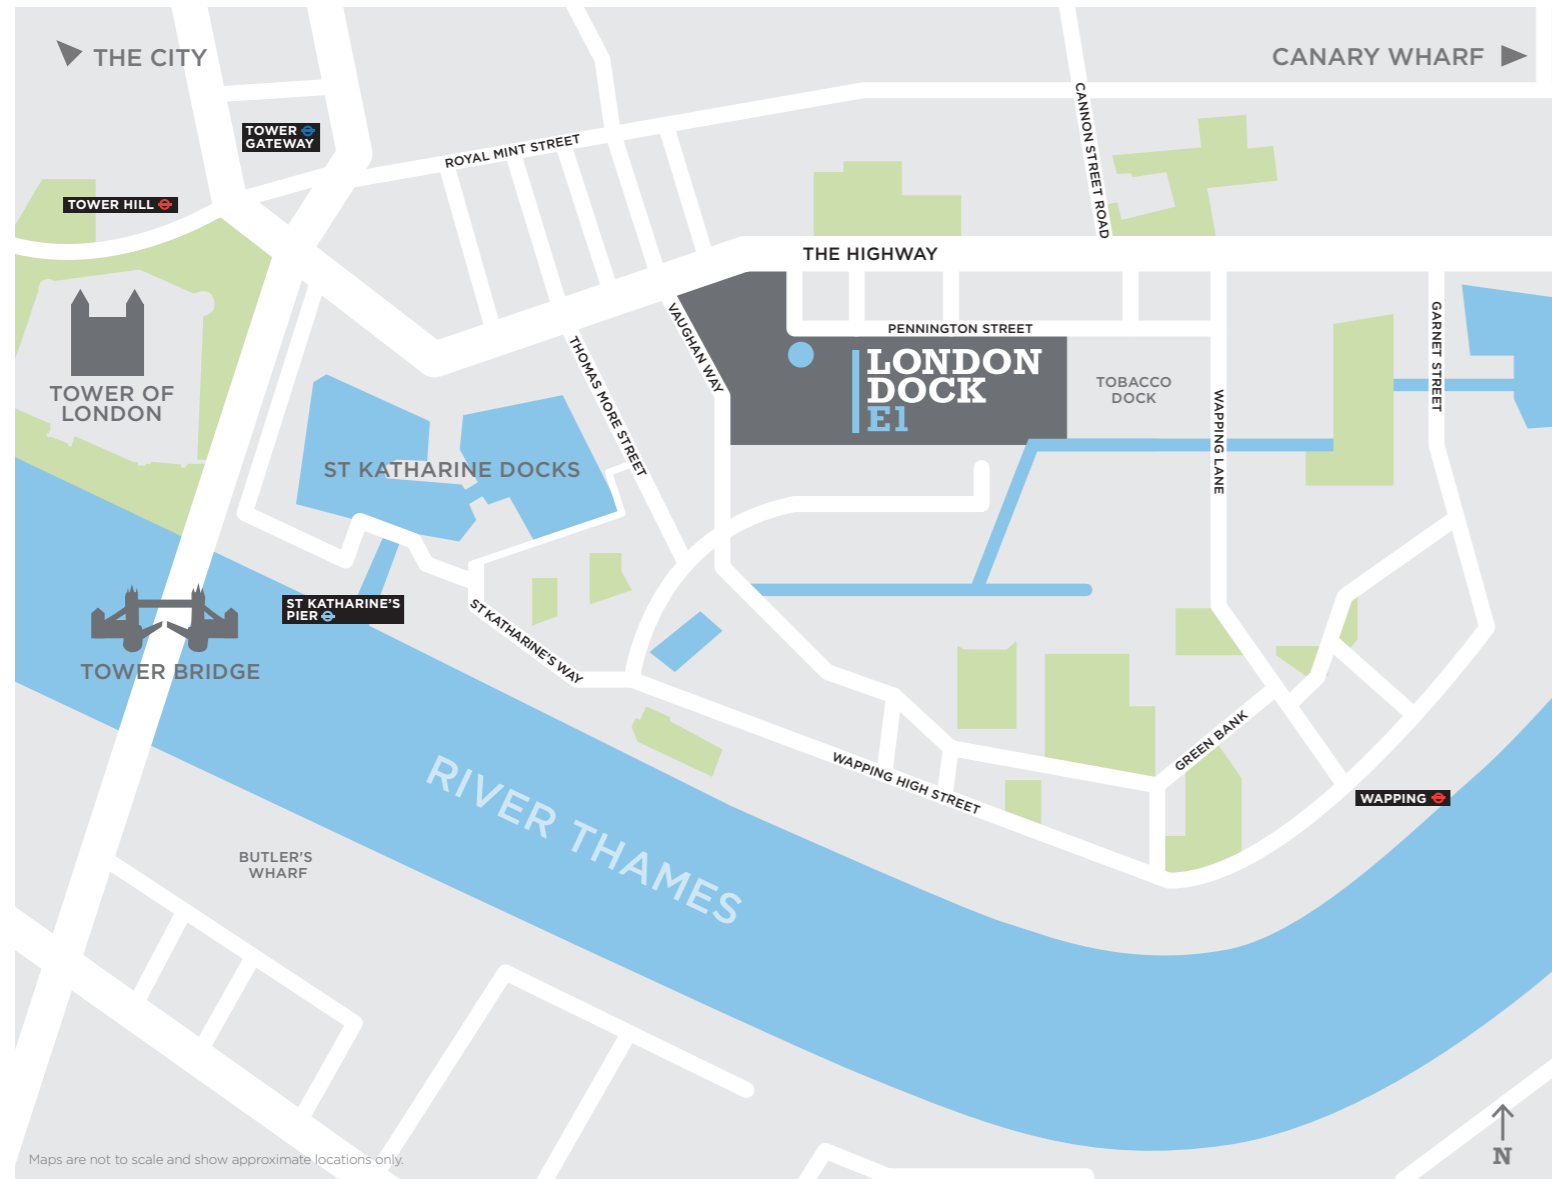 THE CITY
CANARY WHARF
TOWER
GATEWAY
ROYAL MINT STREET
CANNON STREET ROAD
TOWER HILL
THE HIGHWAY
VAUGHAN WAY
PENNINGTON STREET
GARNET STREET
THOMAS MORE STREET
LONDON
DOCK
E1
TOBACCO
DOCK
WAPPING LANE
TOWER OF
LONDON
ST KATHARINE DOCKS
ST KATHARINE'S
PIER
ST KATHARINE'S WAY
TOWER BRIDGE
GREEN BANK
WAPPING HIGH STREET
RIVER THAMES
WAPPING
BUTLER'S
WHARF
N
Maps are not to scale and show approximate locations only.